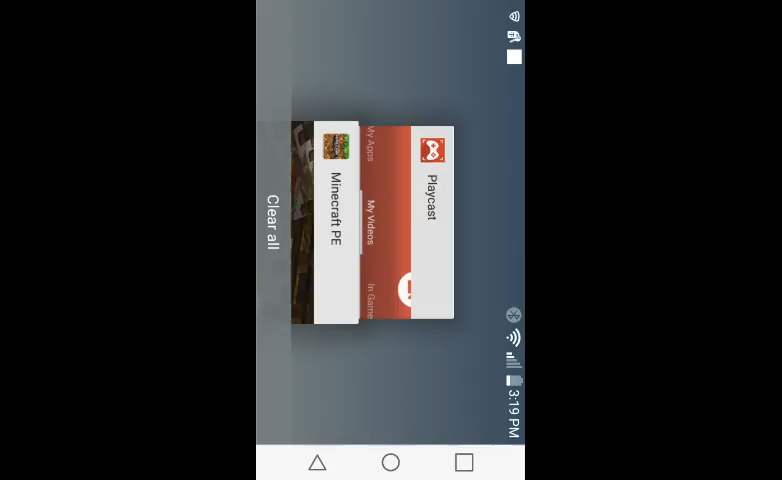 3:19 PM
Playcast
My Apps
My Videos
In Game
Minecraft PE
Clear all